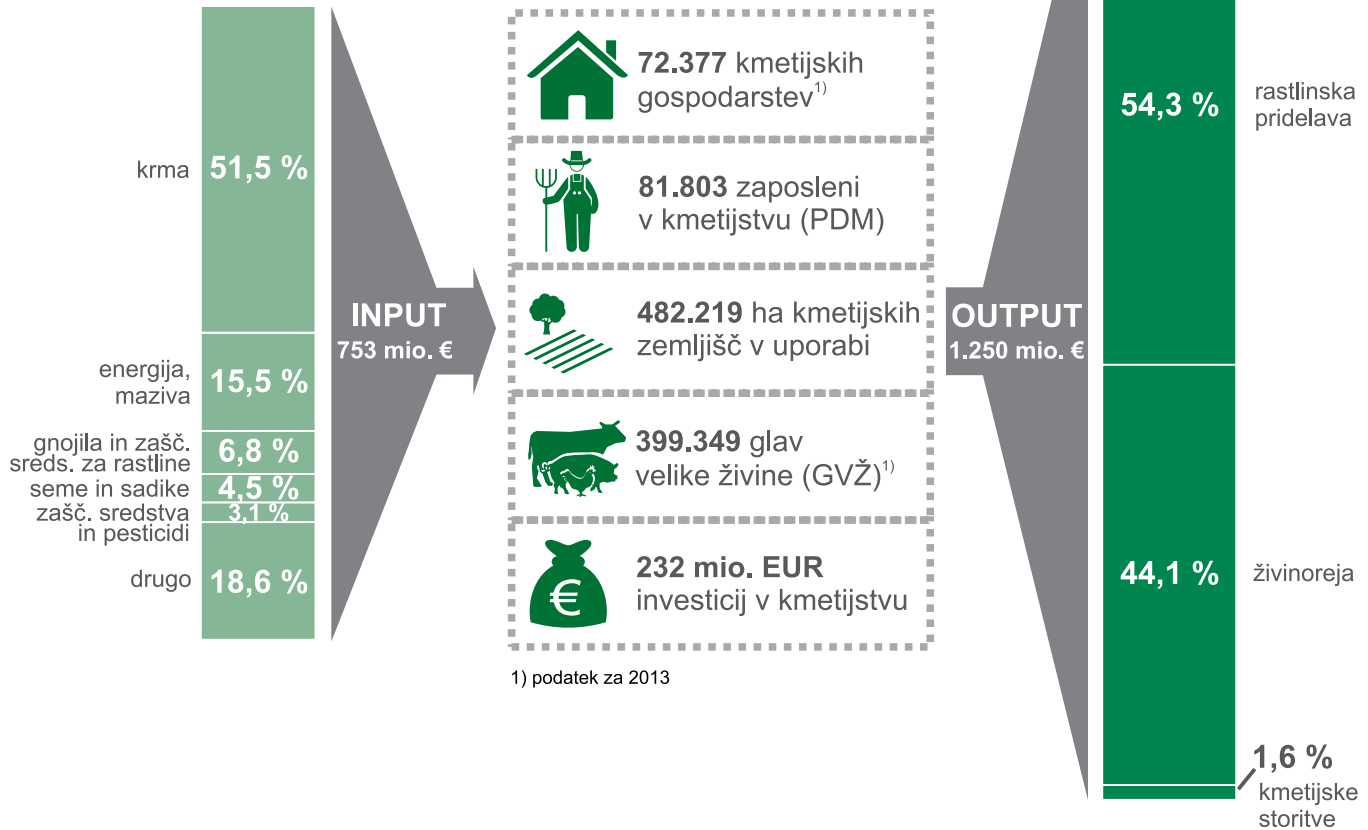 krma 51,5 %
energija,
maziva
15,5 %
gnojila in zašč.
sreds. za rastline
6,8 %
seme in sadike 4,5 %
zašč. sredstva
in pesticidi
3,1 %
drugo 18,6 %
INPUT
753 mio. €
72.377 kmetijskih
gospodarstev1)
81.803 zaposleni
v kmetijstvu (PDM)
482.219 ha kmetijskih
zemljišč v uporabi
399.349 glav
velike živine (GVŽ)1)
€
232 mio. EUR
investicij v kmetijstvu
1) podatek za 2013
OUTPUT
1.250 mio. €
54,3 %
rastlinska
pridelava
44,1 % živinoreja
1,6 %
kmetijske
storitve